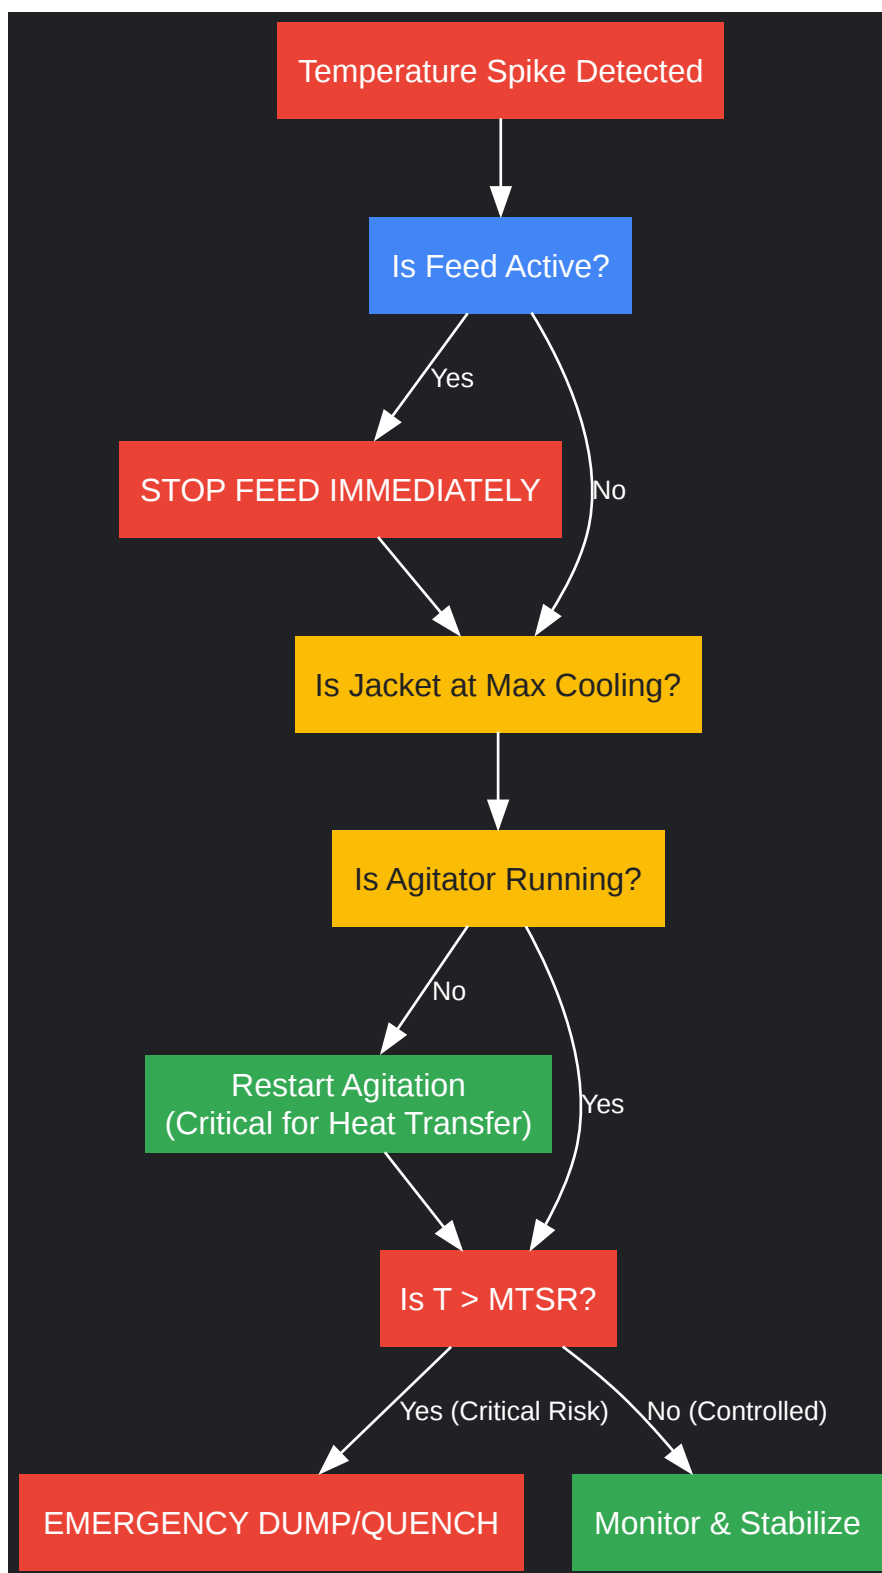 Temperature Spike Detected
Is Feed Active?
Yes
STOP FEED IMMEDIATELY
No
Is Jacket at Max Cooling?
Is Agitator Running?
No
Restart Agitation
(Critical for Heat Transfer)
Yes
Is T > MTSR?
Yes (Critical Risk)
No (Controlled)
EMERGENCY DUMP/QUENCH
Monitor & Stabilize